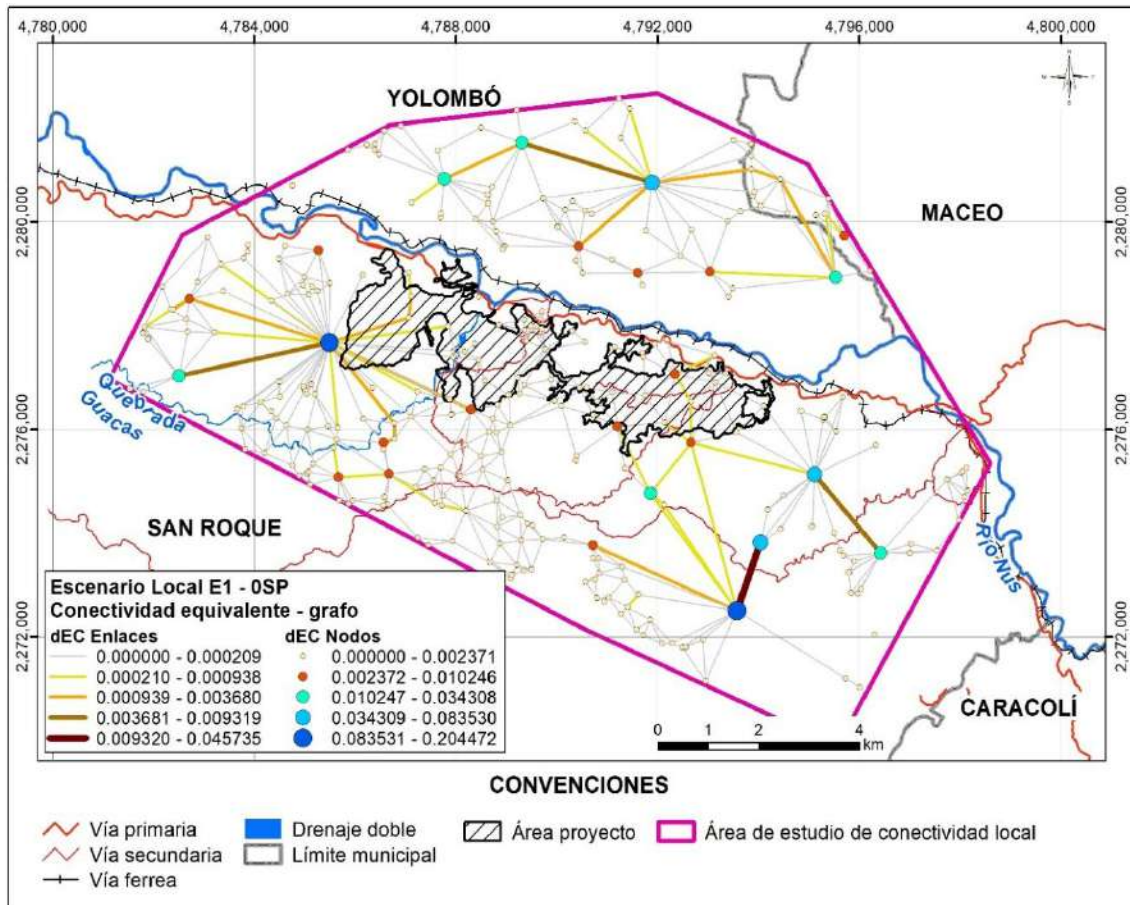 4,780,000 4,784,000 4,788,000 4,792,000 4,796,000 4,800,000
YOLOMBÓ
MACEO
2,280,000 2,280,000
Quebrada
Guacas
2,276,000 2,276,000
SAN ROQUE
Río Nus
2,272,000 2,272,000
CARACOLÍ
Escenario Local E1 - 0SP
Conectividad equivalente - grafo
dEC Enlaces dEC Nodos
0.000000 - 0.000209 0.000000 - 0.002371
0.000210 - 0.000938 0.002372 - 0.010246
0.000939 - 0.003680 0.010247 - 0.034308
0.003681 - 0.009319 0.034309 - 0.083530
0.009320 - 0.045735 0.083531 - 0.204472
0 1 2 4
km
CONVENCIONES
Vía primaria Drenaje doble Área proyecto Área de estudio de conectividad local
Vía secundaria Límite municipal
Vía ferrea